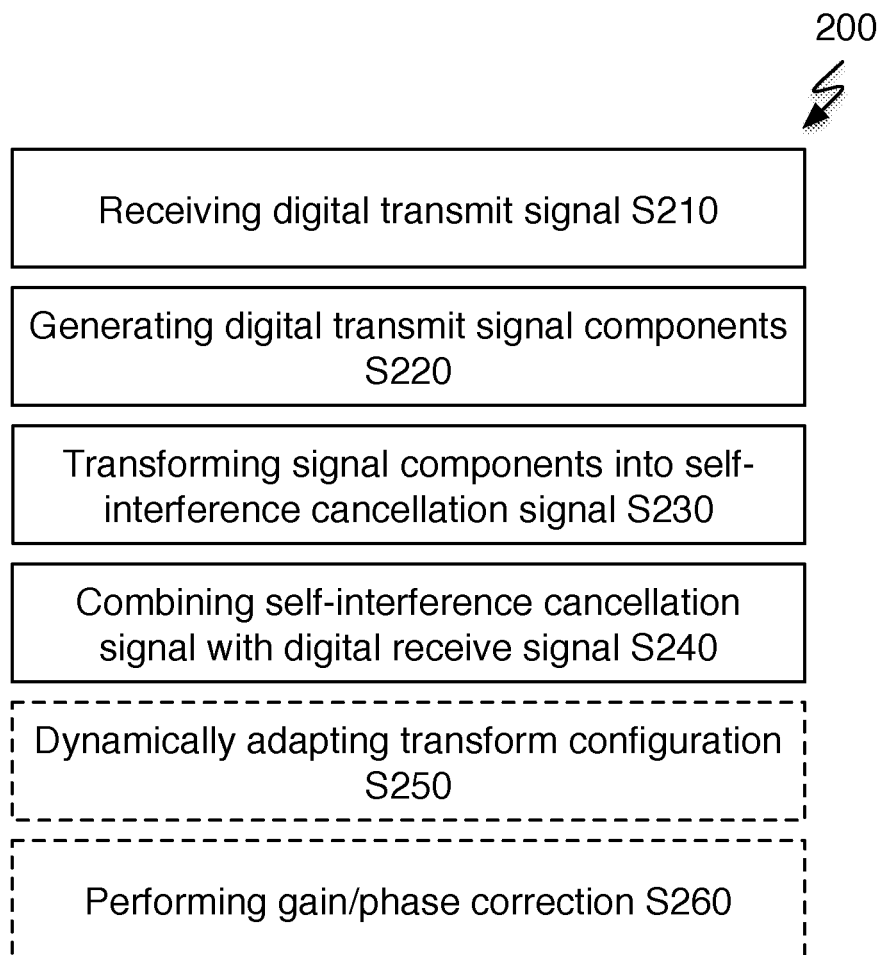 200
Receiving digital transmit signal S210
Generating digital transmit signal components
S220
Transforming signal components into self-
interference cancellation signal S230
Combining self-interference cancellation
signal with digital receive signal S240
Dynamically adapting transform configuration
S250
Performing gain/phase correction S260